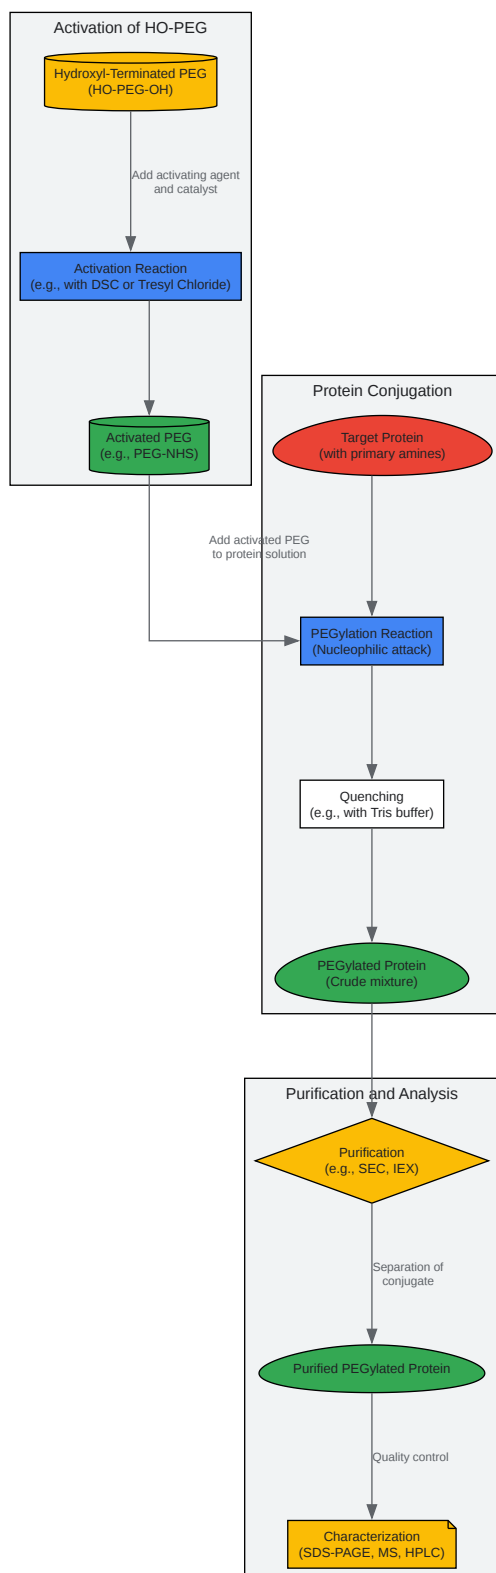 Activation of HO-PEG
Hydroxyl-Terminated PEG
(HO-PEG-OH)
Add activating agent
and catalyst
Activation Reaction
(e.g., with DSC or Tresyl Chloride)
Activated PEG
(e.g., PEG-NHS)
Protein Conjugation
Target Protein
(with primary amines)
Add activated PEG
to protein solution
PEGylation Reaction
(Nucleophilic attack)
Quenching
(e.g., with Tris buffer)
PEGylated Protein
(Crude mixture)
Purification and Analysis
Purification
(e.g., SEC, IEX)
Separation of
conjugate
Purified PEGylated Protein
Quality control
Characterization
(SDS-PAGE, MS, HPLC)